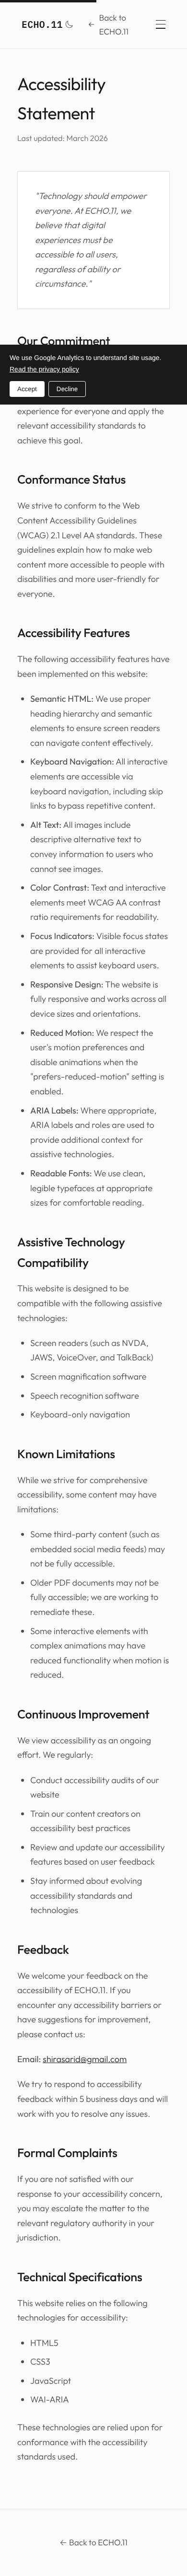 ECHO.11
← Back to
ECHO.11
Accessibility
Statement
Last updated: March 2026
"Technology should empower
everyone. At ECHO.11, we
believe that digital
experiences must be
accessible to all users,
regardless of ability or
circumstance."
Our Commitment
We use Google Analytics to understand site usage.
Read the privacy policy
Accept
Decline
experience for everyone and apply the
relevant accessibility standards to
achieve this goal.
Conformance Status
We strive to conform to the Web
Content Accessibility Guidelines
(WCAG) 2.1 Level AA standards. These
guidelines explain how to make web
content more accessible to people with
disabilities and more user-friendly for
everyone.
Accessibility Features
The following accessibility features have
been implemented on this website:
• Semantic HTML: We use proper
heading hierarchy and semantic
elements to ensure screen readers
can navigate content effectively.
• Keyboard Navigation: All interactive
elements are accessible via
keyboard navigation, including skip
links to bypass repetitive content.
• Alt Text: All images include
descriptive alternative text to
convey information to users who
cannot see images.
• Color Contrast: Text and interactive
elements meet WCAG AA contrast
ratio requirements for readability.
• Focus Indicators: Visible focus states
are provided for all interactive
elements to assist keyboard users.
• Responsive Design: The website is
fully responsive and works across all
device sizes and orientations.
• Reduced Motion: We respect the
user's motion preferences and
disable animations when the
"prefers-reduced-motion" setting is
enabled.
• ARIA Labels: Where appropriate,
ARIA labels and roles are used to
provide additional context for
assistive technologies.
• Readable Fonts: We use clean,
legible typefaces at appropriate
sizes for comfortable reading.
Assistive Technology
Compatibility
This website is designed to be
compatible with the following assistive
technologies:
• Screen readers (such as NVDA,
JAWS, VoiceOver, and TalkBack)
• Screen magnification software
• Speech recognition software
• Keyboard-only navigation
Known Limitations
While we strive for comprehensive
accessibility, some content may have
limitations:
• Some third-party content (such as
embedded social media feeds) may
not be fully accessible.
• Older PDF documents may not be
fully accessible; we are working to
remediate these.
• Some interactive elements with
complex animations may have
reduced functionality when motion is
reduced.
Continuous Improvement
We view accessibility as an ongoing
effort. We regularly:
• Conduct accessibility audits of our
website
• Train our content creators on
accessibility best practices
• Review and update our accessibility
features based on user feedback
• Stay informed about evolving
accessibility standards and
technologies
Feedback
We welcome your feedback on the
accessibility of ECHO.11. If you
encounter any accessibility barriers or
have suggestions for improvement,
please contact us:
Email: shirasarid@gmail.com
We try to respond to accessibility
feedback within 5 business days and will
work with you to resolve any issues.
Formal Complaints
If you are not satisfied with our
response to your accessibility concern,
you may escalate the matter to the
relevant regulatory authority in your
jurisdiction.
Technical Specifications
This website relies on the following
technologies for accessibility:
• HTML5
• CSS3
• JavaScript
• WAI-ARIA
These technologies are relied upon for
conformance with the accessibility
standards used.
← Back to ECHO.11